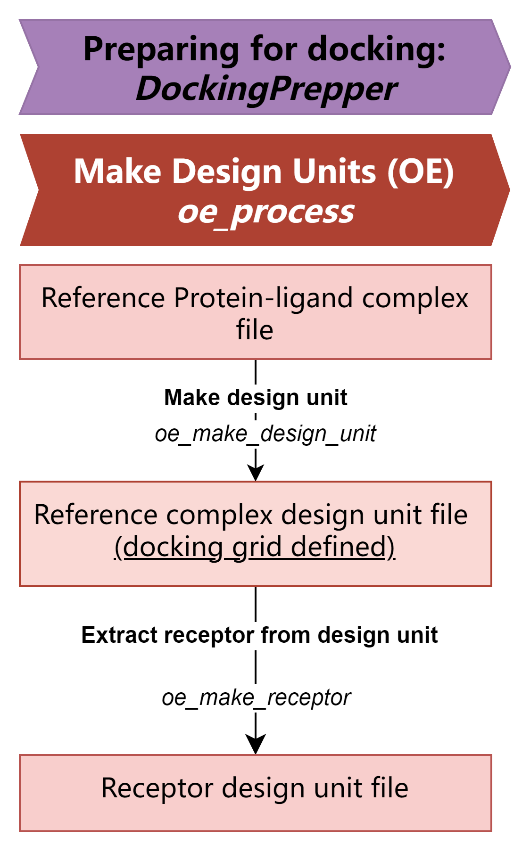 Preparing for docking:
DockingPrepper
Make Design Units (OE)
oe_process
Reference Protein-ligand complex
file
Make design unit
oe_make_design_unit
Reference complex design unit file
(docking grid defined)
Extract receptor from design unit
oe_make_receptor
Receptor design unit file